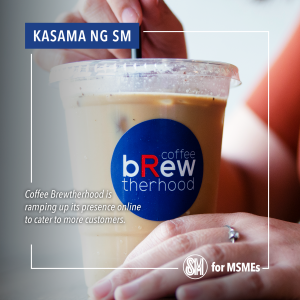 KASAMA NG SM
coffee
bRew
therhood
Coffee Brewtherhood is
ramping up its presence online
to cater to more customers.
SM for MSMEs